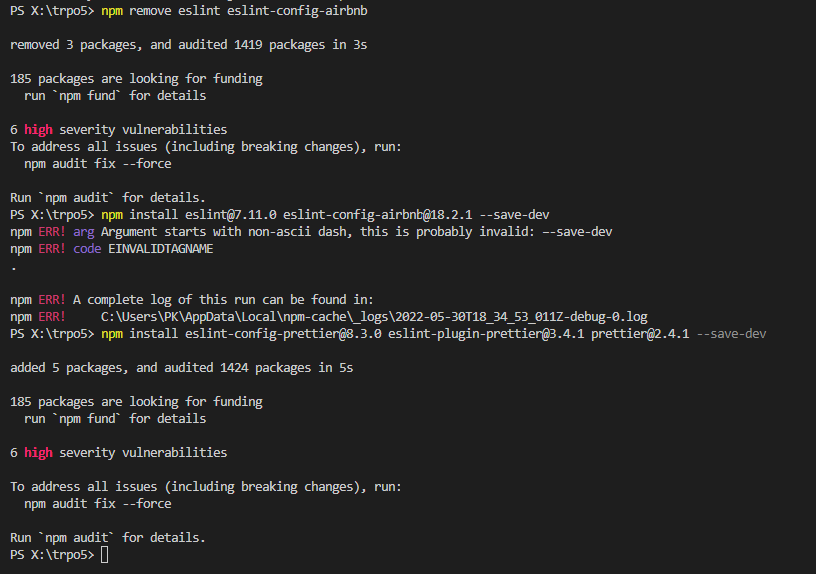 PS X:\trpo5> npm remove eslint eslint-config-airbnb
removed 3 packages, and audited 1419 packages in 3s
185 packages are looking for funding
run `npm fund` for details
6 high severity vulnerabilities
To address all issues (including breaking changes), run:
npm audit fix --force
Run `npm audit` for details.
PS X:\trpo5> npm install eslint@7.11.0 eslint-config-airbnb@18.2.1 –-save-dev
npm ERR! arg Argument starts with non-ascii dash, this is probably invalid: –-save-dev
npm ERR! code EINVALIDTAGNAME
.
npm ERR! A complete log of this run can be found in:
npm ERR!     C:\Users\PK\AppData\Local\npm-cache\_logs\2022-05-30T18_34_53_011Z-debug-0.log
PS X:\trpo5> npm install eslint-config-prettier@8.3.0 eslint-plugin-prettier@3.4.1 prettier@2.4.1 --save-dev
added 5 packages, and audited 1424 packages in 5s
185 packages are looking for funding
run `npm fund` for details
6 high severity vulnerabilities
To address all issues (including breaking changes), run:
npm audit fix --force
Run `npm audit` for details.
PS X:\trpo5>